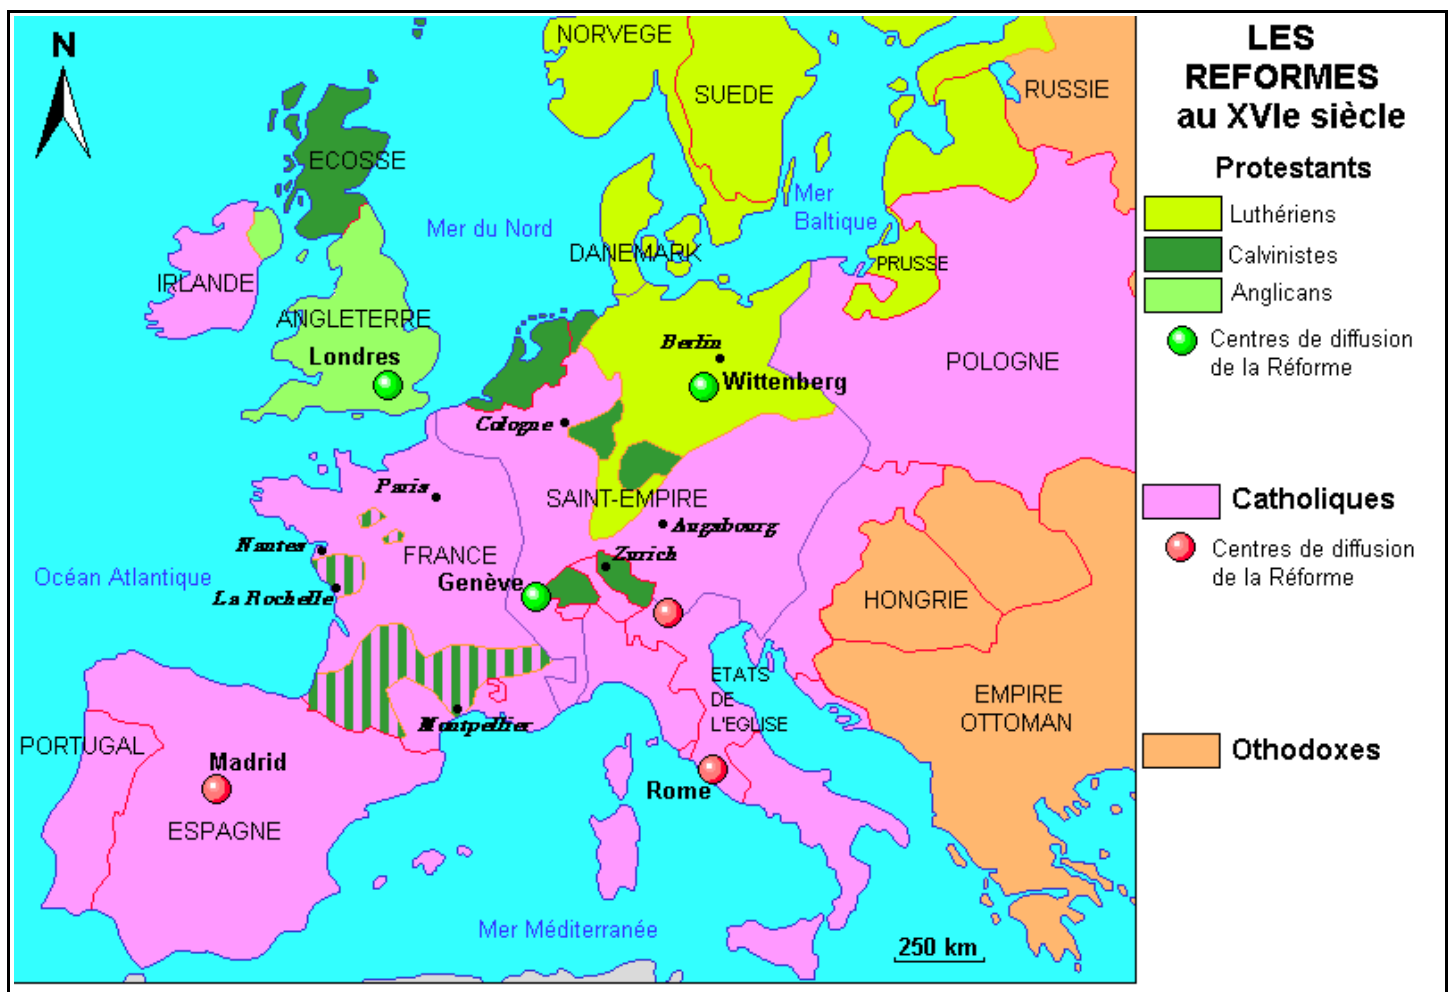 LES
REFORMES
au XVIe siècle
Protestants
Luthériens
Calvinistes
Anglicans
Centres de diffusion
de la Réforme
Catholiques
Centres de diffusion
de la Réforme
Othodoxes
N
NORVEGE
SUEDE
RUSSIE
ECOSSE
Mer
Baltique
Mer du Nord
DANEMARK
PRUSSE
IRLANDE
ANGLETERRE
Londres
Berlin
Wittenberg
POLOGNE
Cologne
Paris
SAINT-EMPIRE
Augsbourg
Nantes
FRANCE
Zurich
Genève
Océan Atlantique
La Rochelle
HONGRIE
ETATS
DE
L'EGLISE
EMPIRE
OTTOMAN
Montpellier
PORTUGAL
Madrid
Rome
ESPAGNE
Mer Méditerranée
250 km